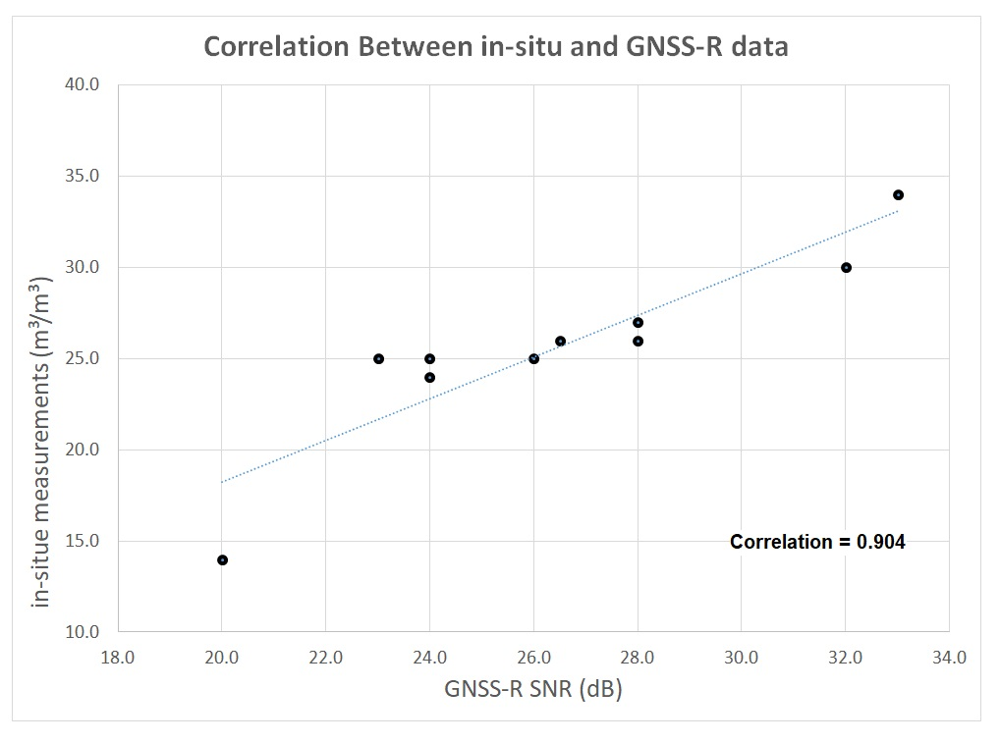 Correlation Between in-situ and GNSS-R data
40.0
35.0
30.0
25.0
20.0
15.0
10.0
in-situe measurements (m³/m³)
Correlation = 0.904
18.0 20.0 22.0 24.0 26.0 28.0 30.0 32.0 34.0
GNSS-R SNR (dB)